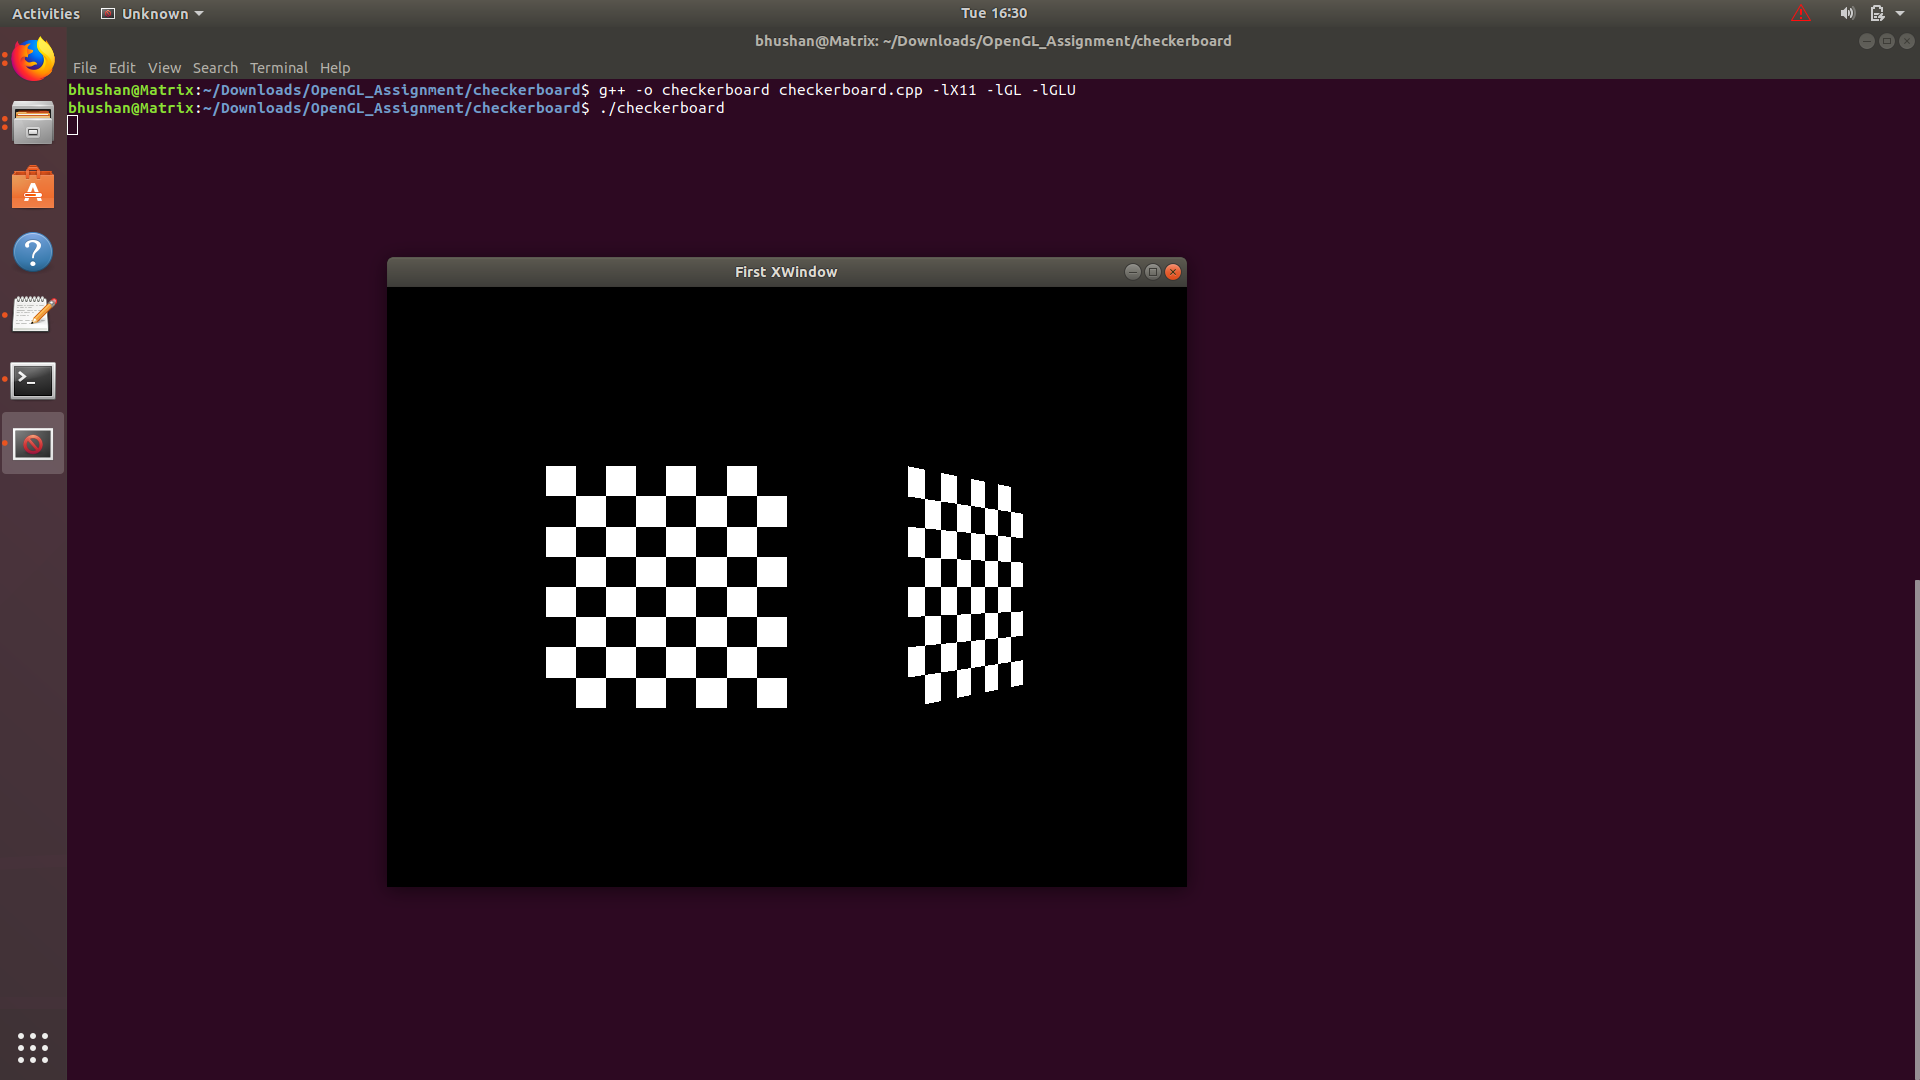 Activities Unknown Tue 16:30
bhushan@Matrix: ~/Downloads/OpenGL_Assignment/checkerboard
File Edit View Search Terminal Help
bhushan@Matrix:~/Downloads/OpenGL_Assignment/checkerboard$ g++ -o checkerboard checkerboard.cpp -lX11 -lGL -lGLU
bhushan@Matrix:~/Downloads/OpenGL_Assignment/checkerboard$ ./checkerboard
First XWindow